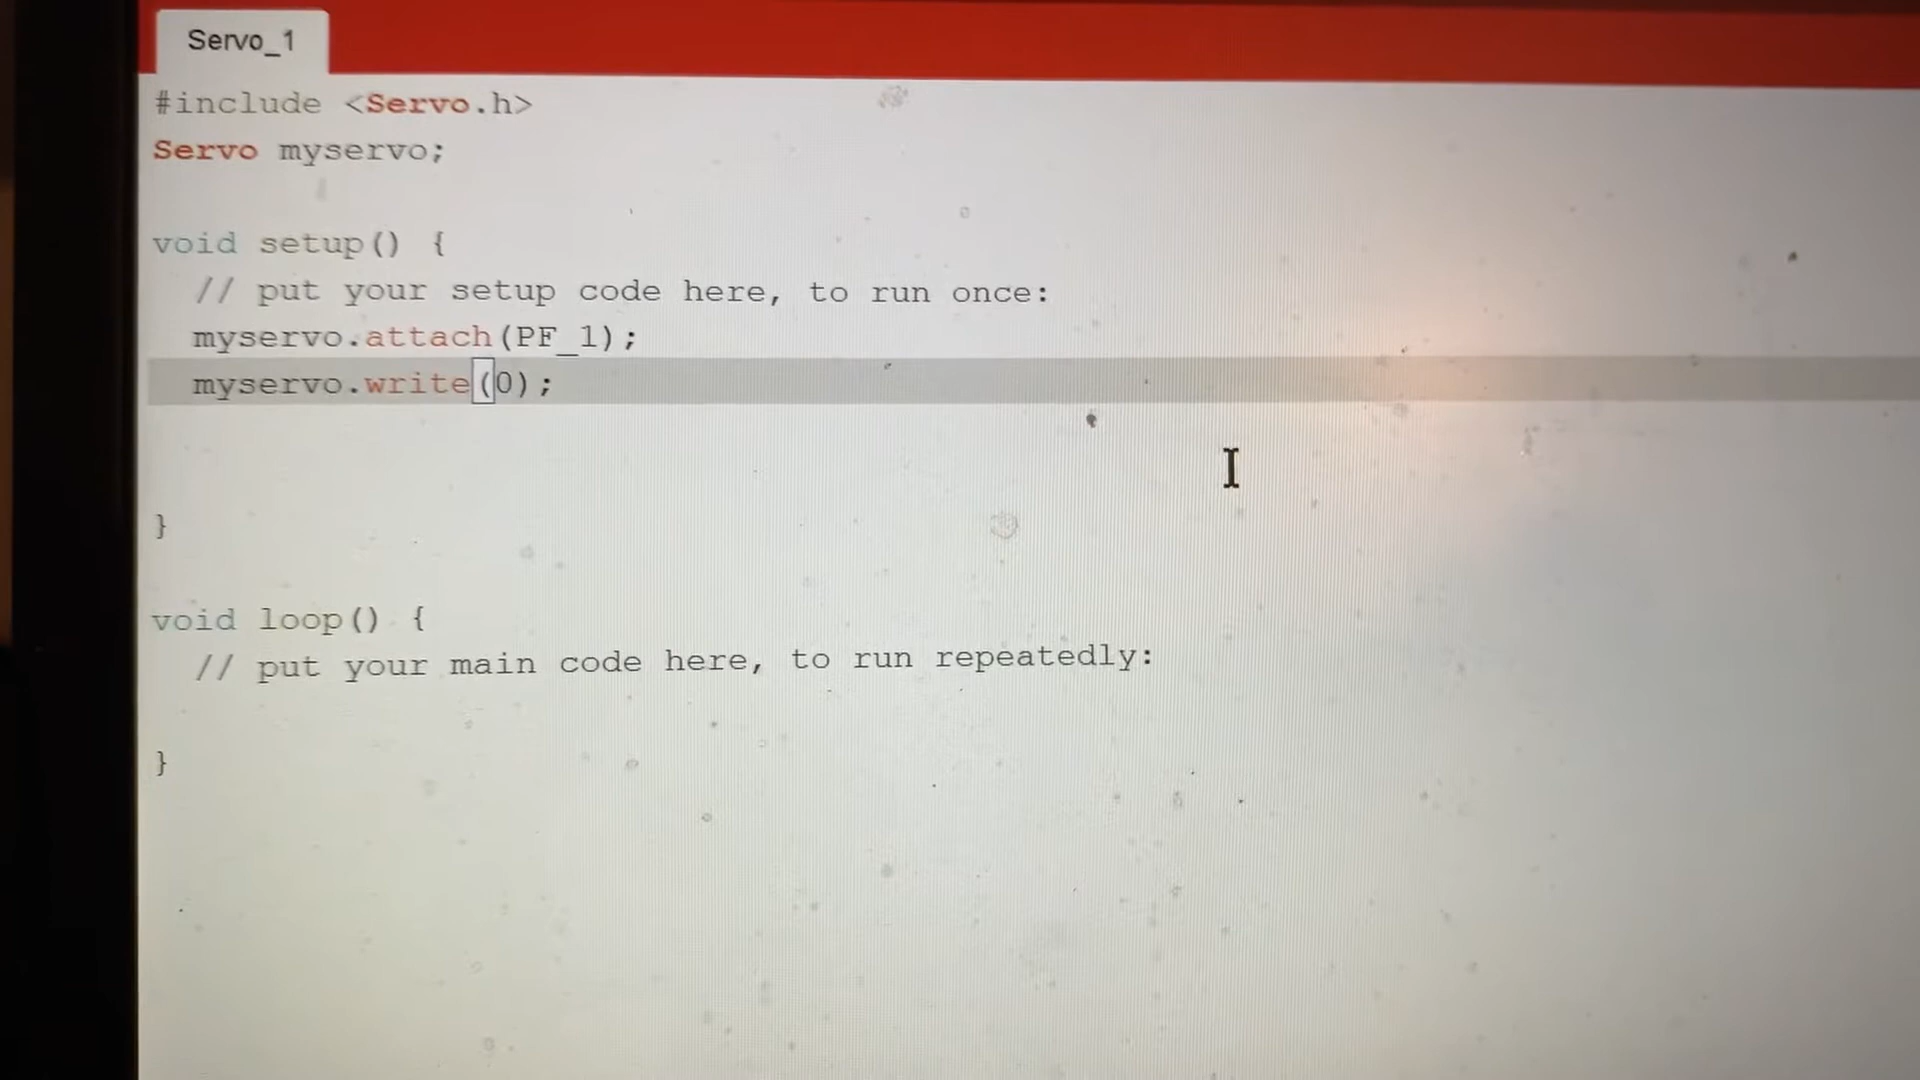 Servo_1
#include <Servo.h>
Servo myservo;
void setup() {
// put your setup code here, to run once:
myservo.attach(PF_1);
myservo.write(0);
}
void loop() {
// put your main code here, to run repeatedly:
}